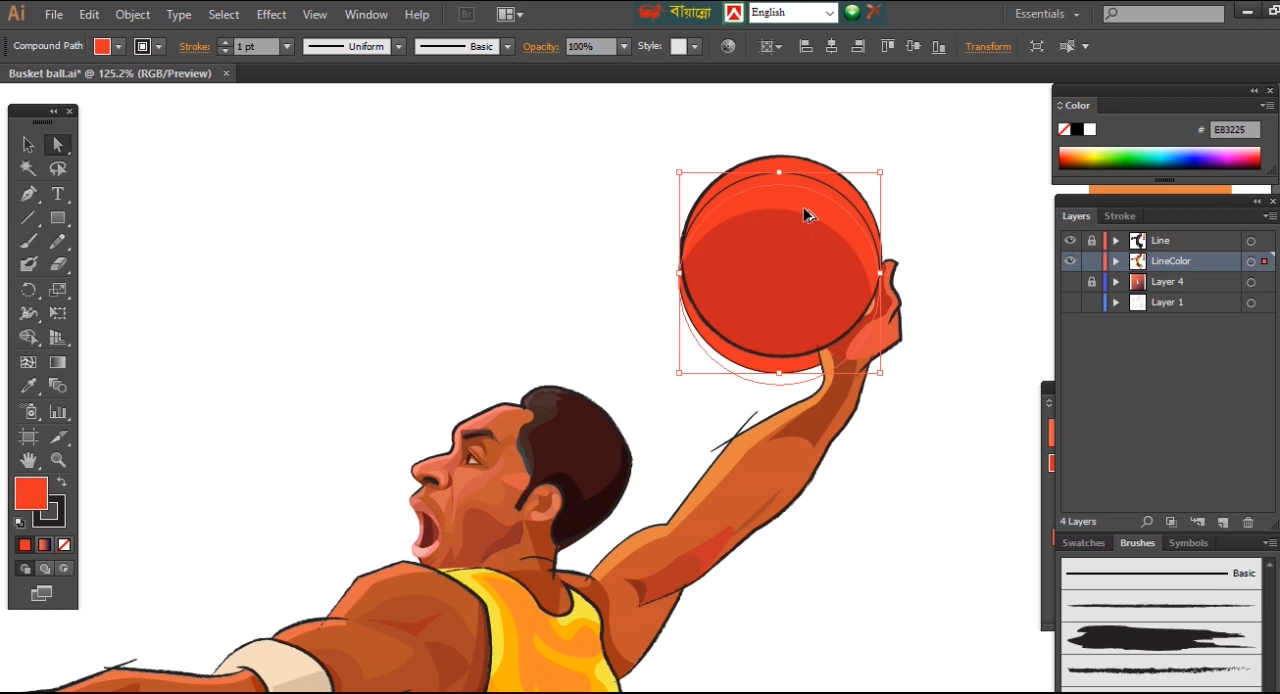 Ai File Edit Object Type Select Effect View Window Help Br বায়ান্নো English Essentials
Compound Path Stroke: 1 pt Uniform Basic Opacity: 100% Style: Transform
Busket ball.ai* @ 125.2% (RGB/Preview) ×
Color
# E83225
Layers Stroke
Line
LineColor
Layer 4
Layer 1
4 Layers
Swatches Brushes Symbols
Basic
T